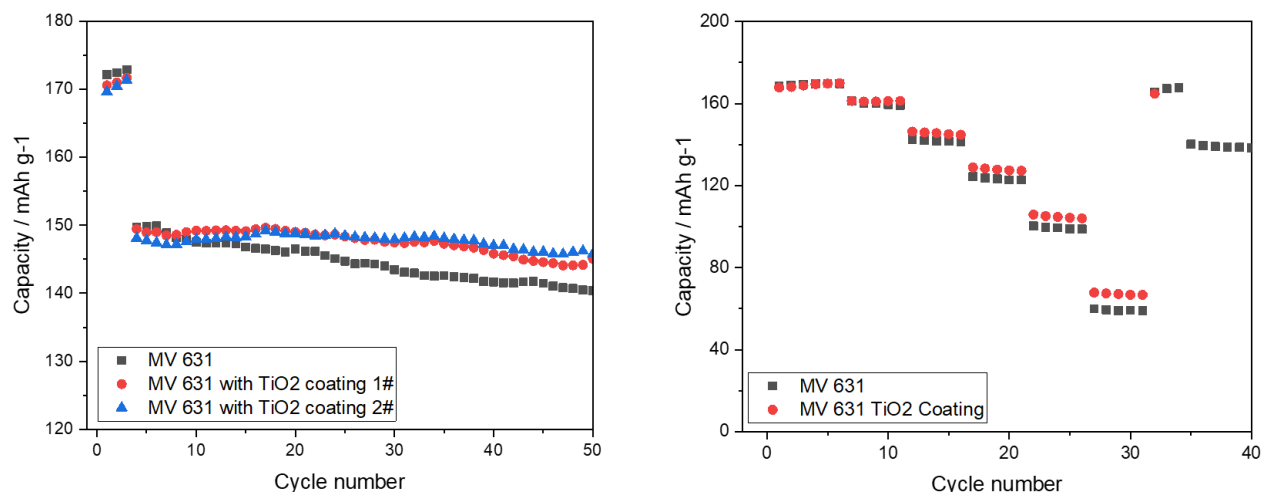 180
170
160
150
140
130
120
0
10
20
30
40
50
Capacity / mAh g-1
Cycle number
MV 631
MV 631 with TiO2 coating 1#
MV 631 with TiO2 coating 2#
200
160
120
80
40
0
0
10
20
30
40
Capacity / mAh g-1
Cycle number
MV 631
MV 631 TiO2 Coating